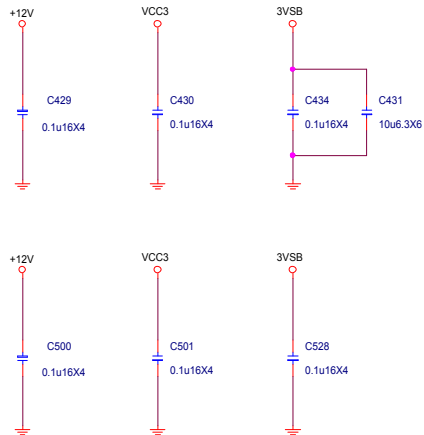 +12V VCC3 3VSB
C429 C430 C434 C431
0.1u16X4 0.1u16X4 0.1u16X4 10u6.3X6
+12V VCC3 3VSB
C500 C501 C528
0.1u16X4 0.1u16X4 0.1u16X4